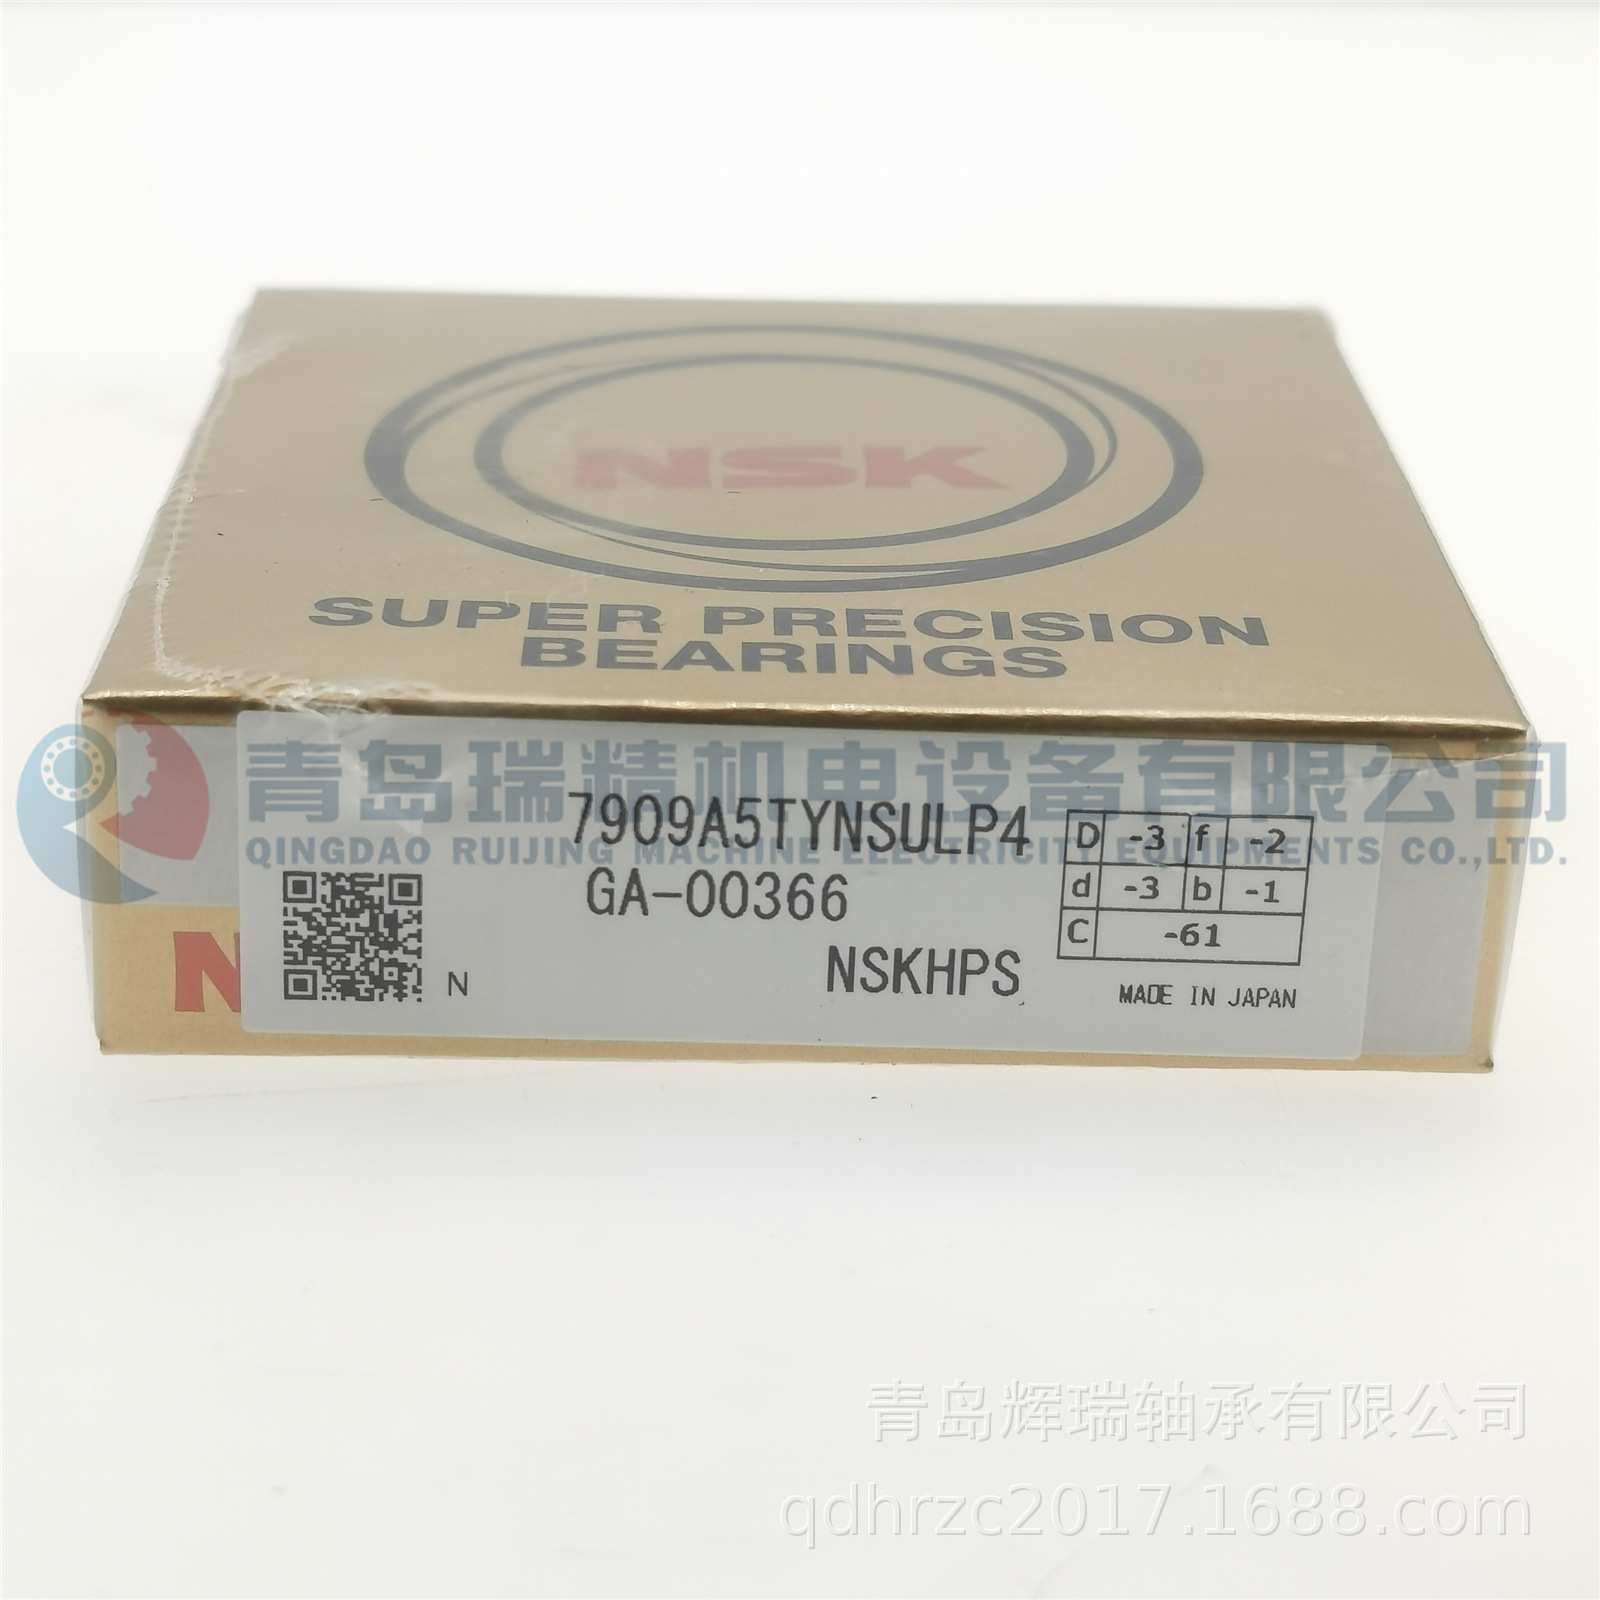 NSK
SUPER PRECISION
BEARINGS
青岛瑞精机电设备有限公司
QINGDAO RUIJING MACHINE ELECTRICITY EQUIPMENTS CO.,LTD.
7909A5TYNSULP4
GA-00366
NSKHPS
N
D -3 f -2
d -3 b -1
C -61
MADE IN JAPAN
N
青岛辉瑞轴承有限公司
qdhrzc2017.1688.com